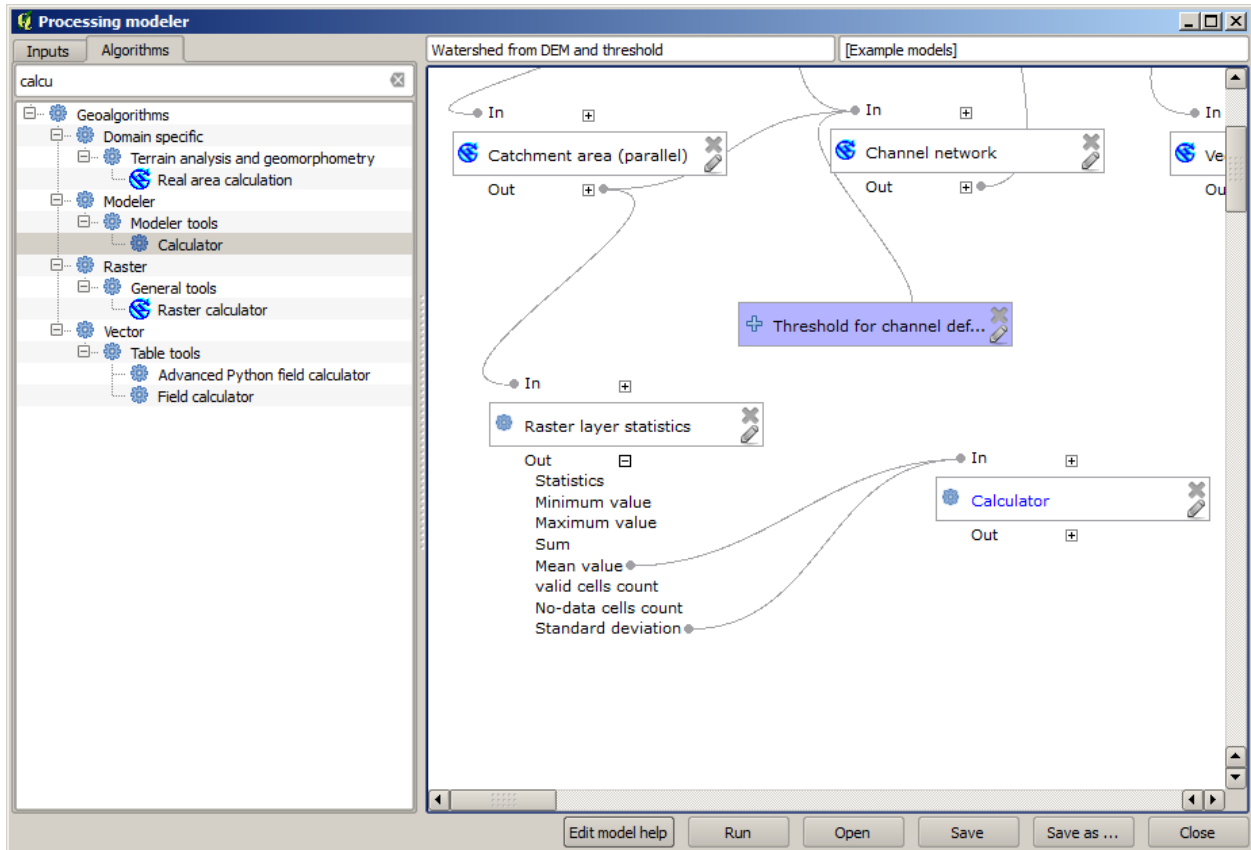 Processing modeler
Inputs
Algorithms
Watershed from DEM and threshold
[Example models]
calcu
Geoalgorithms
Domain specific
Terrain analysis and geomorphometry
Real area calculation
Modeler
Modeler tools
Calculator
Raster
General tools
Raster calculator
Vector
Table tools
Advanced Python field calculator
Field calculator
In
Catchment area (parallel)
Out
In
Channel network
Out
In
Ve
Ou
Threshold for channel def...
In
Raster layer statistics
Out
Statistics
Minimum value
Maximum value
Sum
Mean value
valid cells count
No-data cells count
Standard deviation
In
Calculator
Out
Edit model help
Run
Open
Save
Save as ...
Close